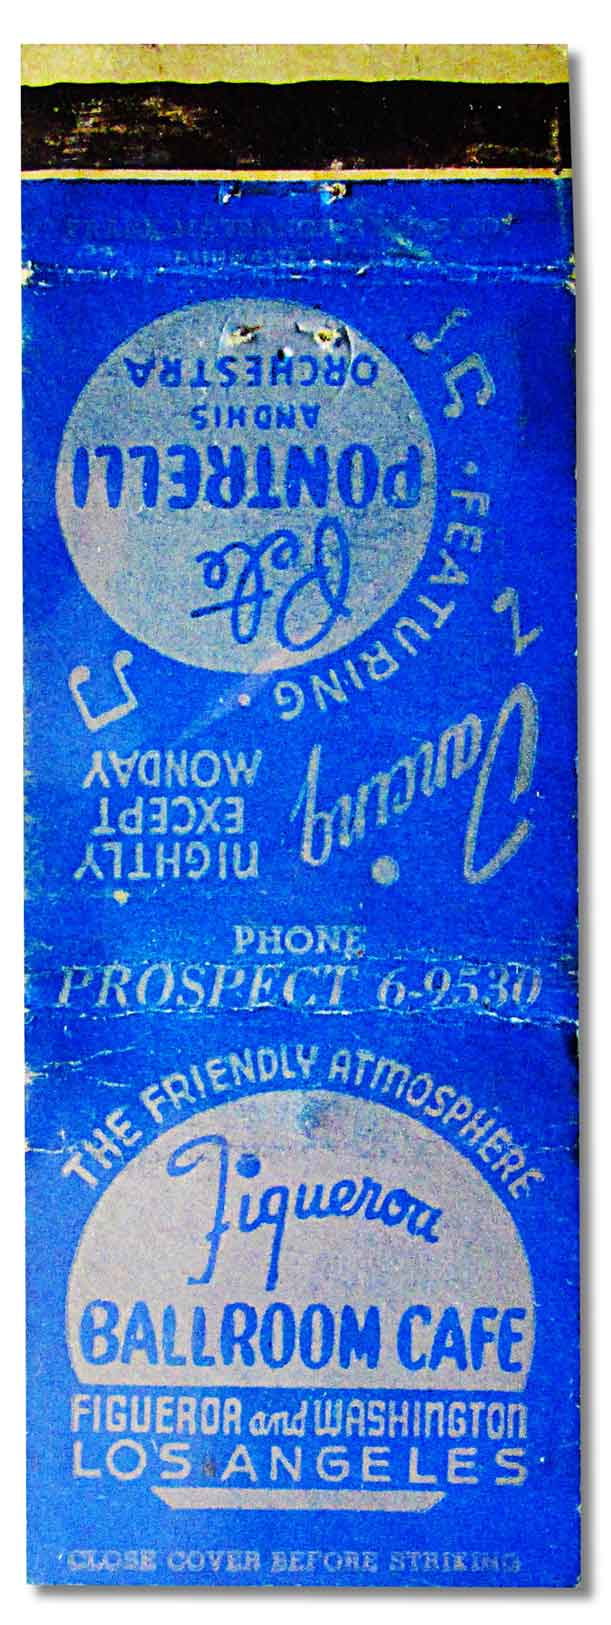 PHONE
PROSPECT 6-9530
THE FRIENDLY ATMOSPHERE
Figueroa
BALLROOM CAFE
FIGUEROA and WASHINGTON
LOS ANGELES
CLOSE COVER BEFORE STRIKING
Dancing
NIGHTLY
EXCEPT
MONDAY
• FEATURING •
Pete
PONTRELLI
AND HIS
ORCHESTRA